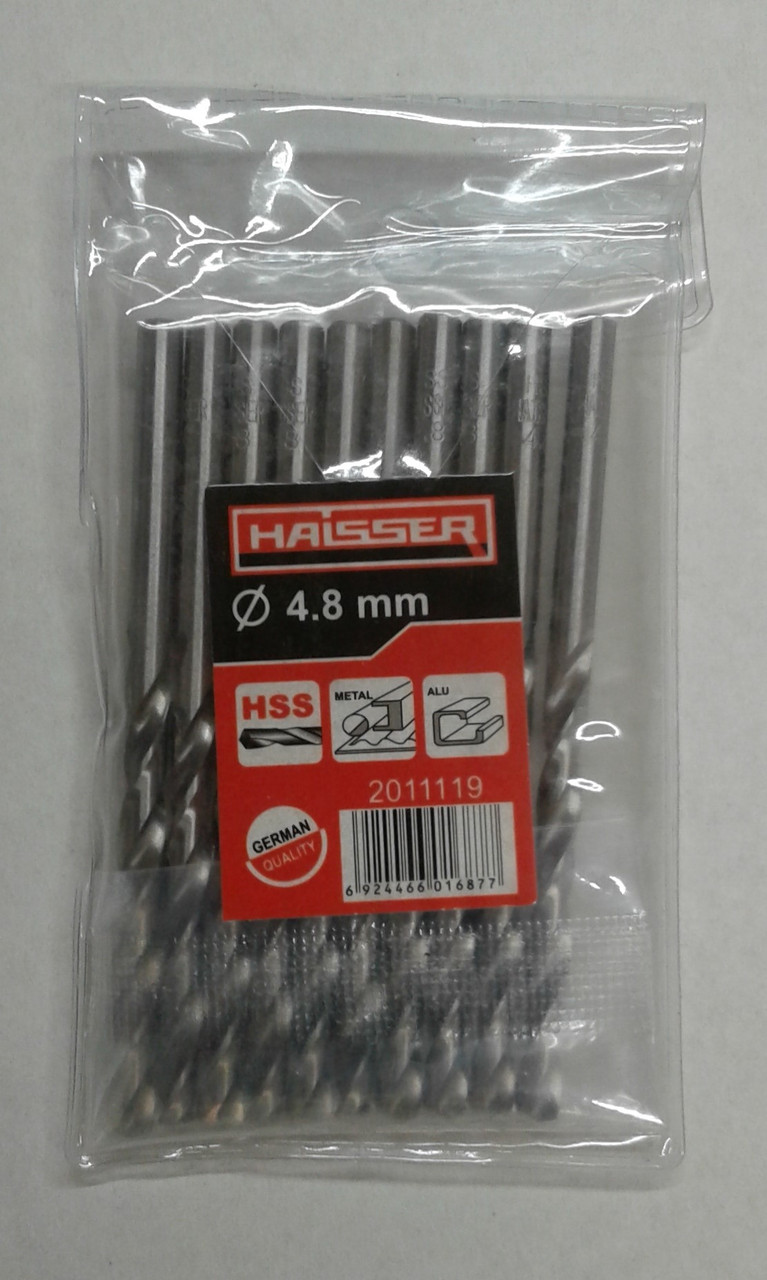 HAISSER
Ø 4.8 mm
HSS
METAL
ALU
2011119
GERMAN
QUALITY
6 924466 016877